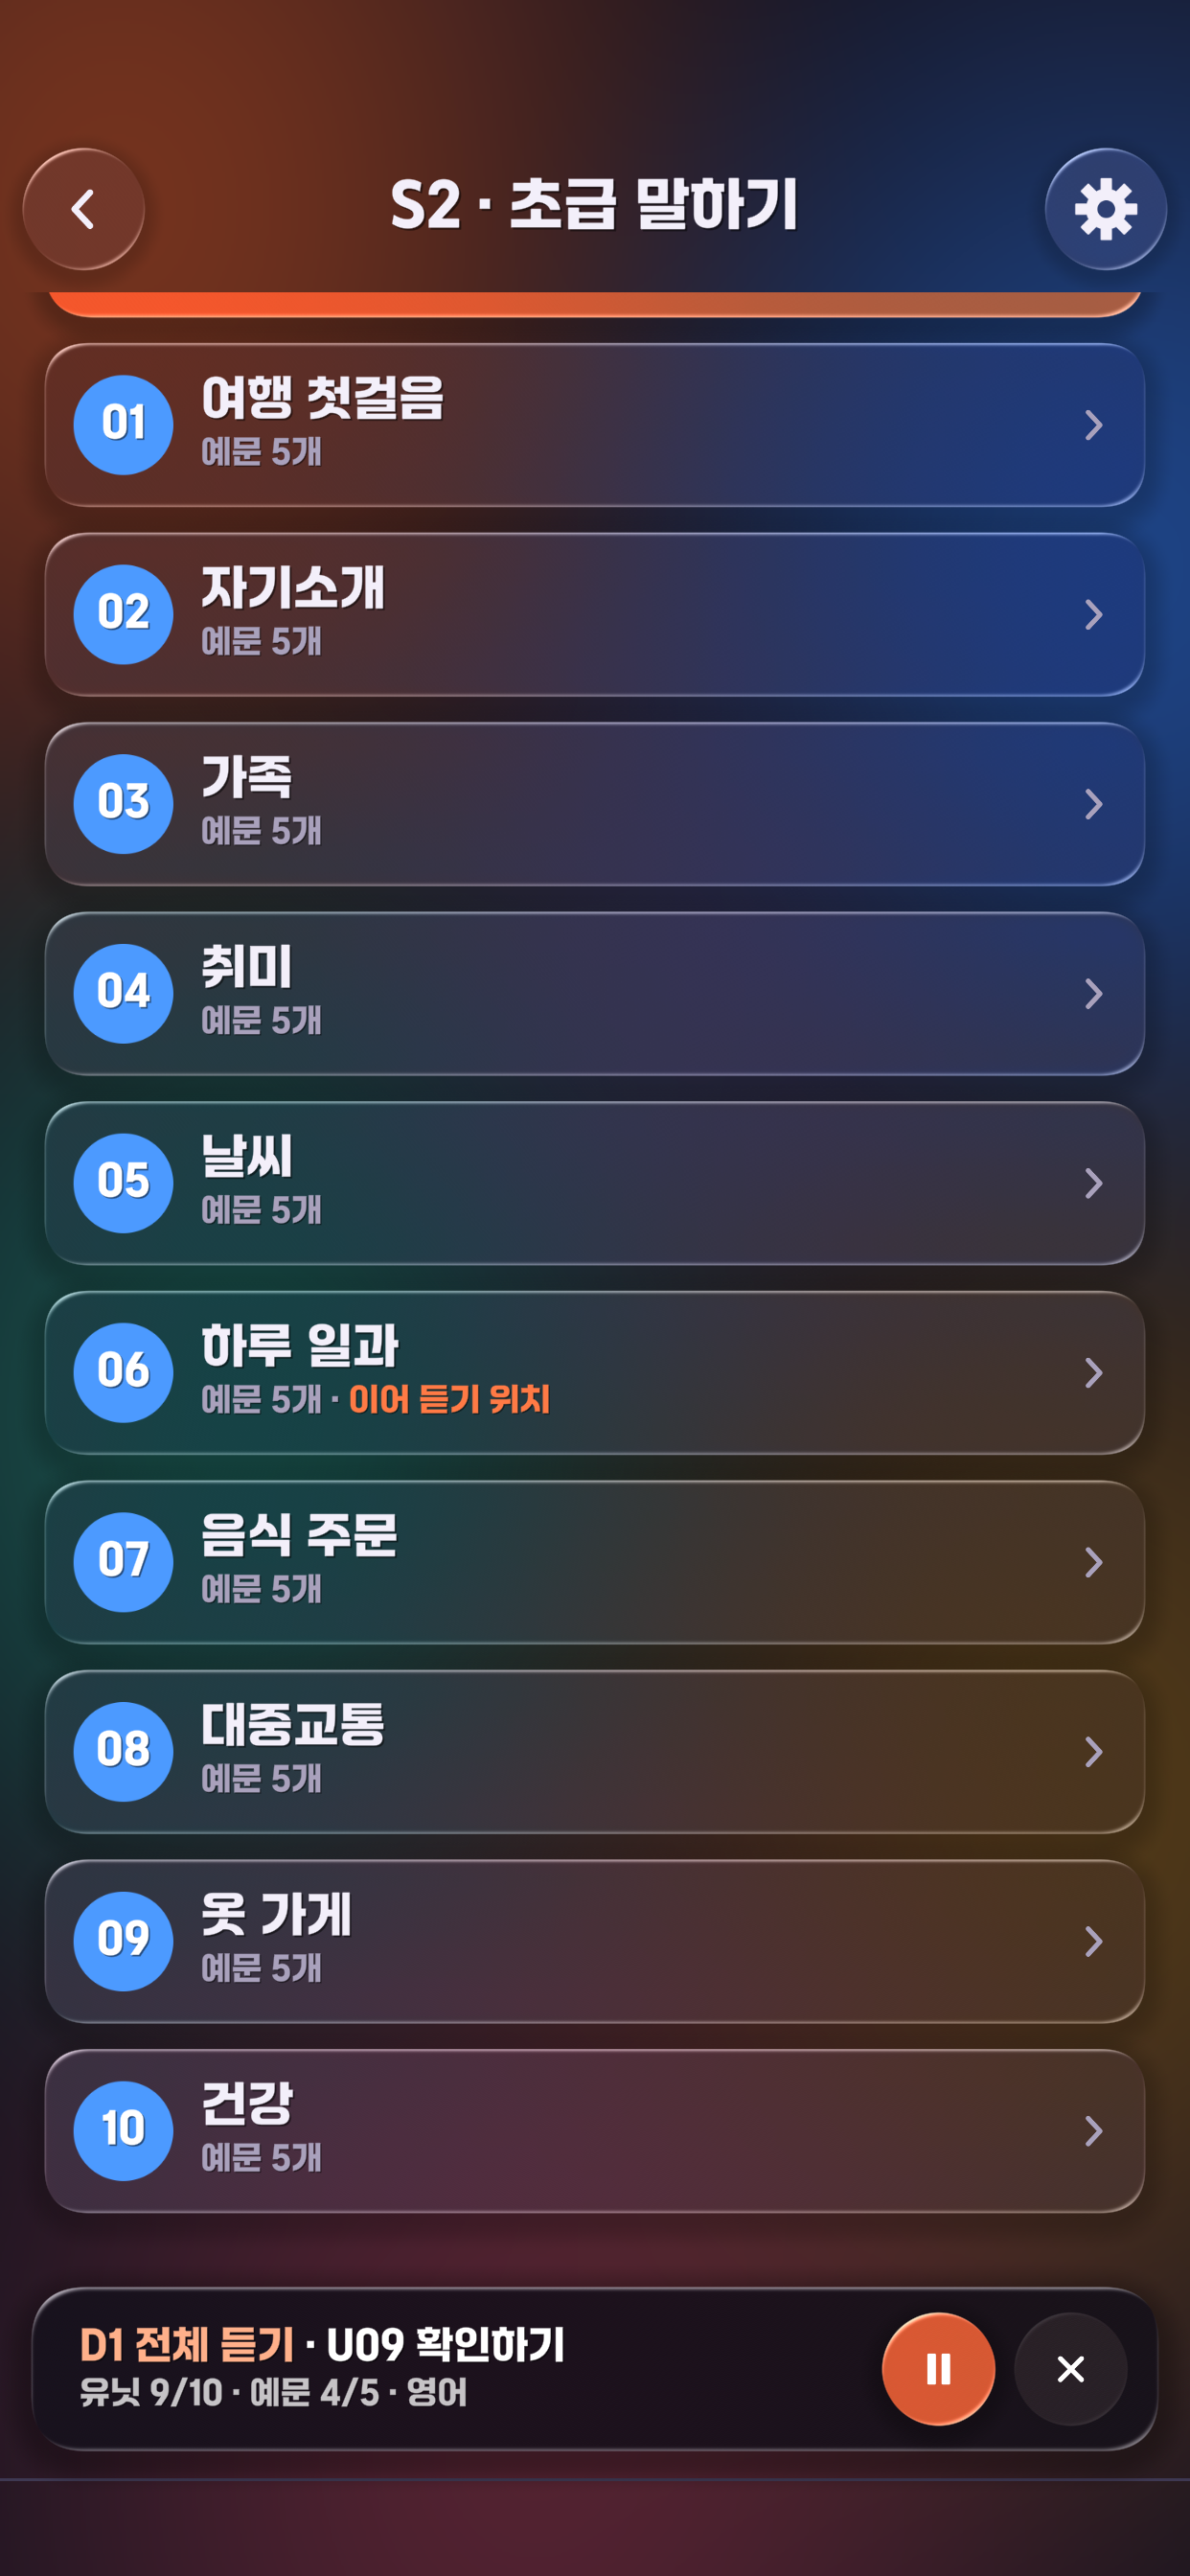 S2 · 초급 말하기
01
여행 첫걸음
예문 5개
02
자기소개
예문 5개
03
가족
예문 5개
04
취미
예문 5개
05
날씨
예문 5개
06
하루 일과
예문 5개 · 이어 듣기 위치
07
음식 주문
예문 5개
08
대중교통
예문 5개
09
옷 가게
예문 5개
10
건강
예문 5개
D1 전체 듣기 · U09 확인하기
유닛 9/10 · 예문 4/5 · 영어